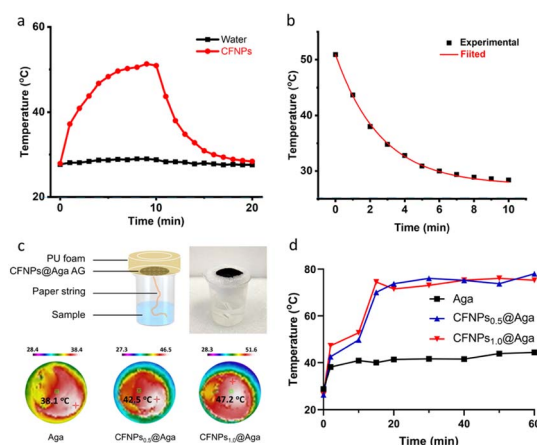 a
Water
CFNPs
Temperature (°C)
60
40
20
0
10
20
Time (min)
b
Experimental
Fiited
Temperature (°C)
50
40
30
0 2 4 6 8 10
Time (min)
c
PU foam
CFNPs@Aga AG
Paper string
Sample
28.4 38.4
27.3 46.5
28.3 51.6
38.1 °C
42.5 °C
47.2 °C
Aga
CFNPs0.5@Aga
CFNPs1.0@Aga
d
Aga
CFNPs0.5@Aga
CFNPs1.0@Aga
Temperature (°C)
100
80
60
40
20
0 10 20 30 40 50 60
Time (min)